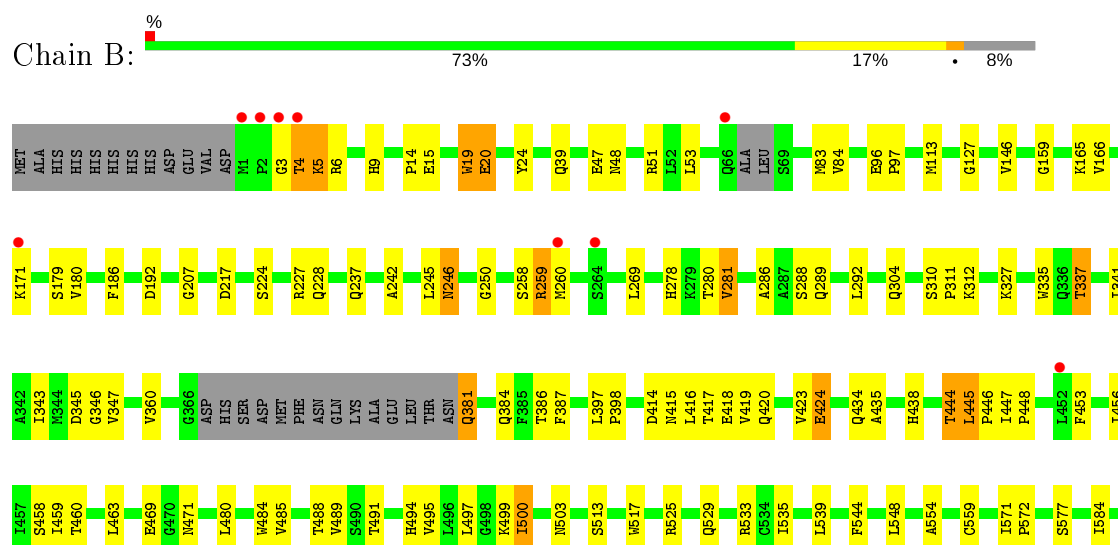 %
Chain B:
73% 17% • 8%
MET ALA HIS HIS HIS HIS HIS HIS ASP GLU VAL ASP M1 P2 G3 T4 K5 R6 H9 P14 E15 W19 E20 Y24 Q39 E47 N48 R51 L52 L53 Q66 ALA LEU S69 M83 V84 E96 P97 M113 G127 V146 G159 K165 V166
K171 S179 V180 F186 D192 G207 D217 S224 R227 Q228 Q237 A242 L245 N246 G250 S258 R259 M260 S264 L269 H278 K279 T280 V281 A286 A287 S288 Q289 L292 Q304 S310 P311 K312 K327 W335 Q336 T337 I341
A342 I343 M344 D345 G346 V347 V360 G366 ASP HIS SER ASP MET PHE ASN GLN LYS ALA GLU LEU THR ASN Q381 Q384 F385 T386 F387 L397 P398 D414 N415 L416 T417 E418 V419 Q420 V423 E424 Q434 A435 H438 T444 L445 P446 I447 P448 L452 F453 I456
I457 S458 I459 T460 L463 E469 G470 N471 L480 W484 V485 T488 V489 S490 T491 H494 V495 L496 L497 G498 K499 I500 N503 S513 W517 R525 Q529 R533 C534 I535 L539 F544 L548 A554 C559 I571 P572 S577 I584